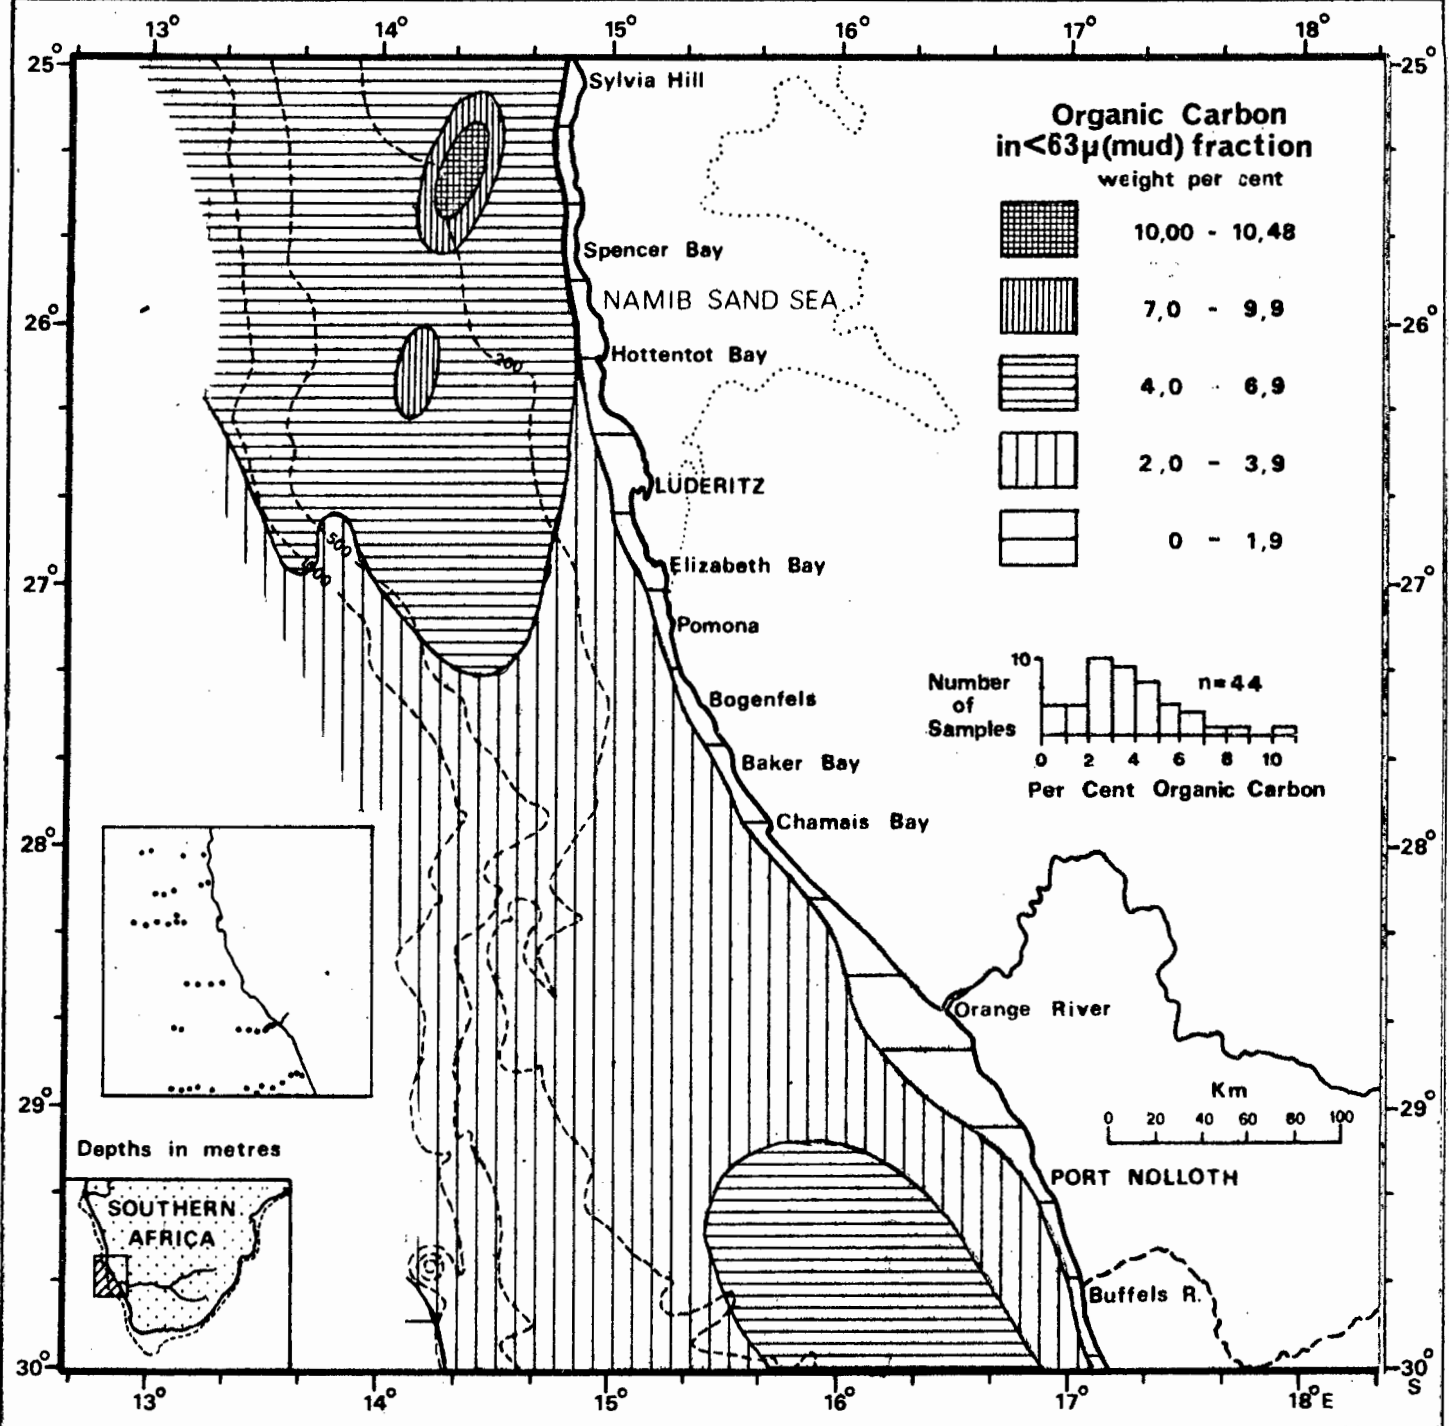 13° 14° 15° 16° 17° 18°
25° 25°
Sylvia Hill
Organic Carbon
in<63µ(mud) fraction
weight per cent
10,00 - 10,48
Spencer Bay
NAMIB SAND SEA
7,0 - 9,9
26° 26°
Hottentot Bay
200
4,0 - 6,9
2,0 - 3,9
LÜDERITZ
500
0 - 1,9
Elizabeth Bay
27° 27°
Pomona
10
Number
of
Samples
n=44
Bogenfels
0 2 4 6 8 10
Per Cent Organic Carbon
Baker Bay
Chamais Bay
28° 28°
Orange River
Km
0 20 40 60 80 100
29° 29°
Depths in metres
PORT NOLLOTH
SOUTHERN
AFRICA
Buffels R.
30° 30°
S
13° 14° 15° 16° 17° 18°E